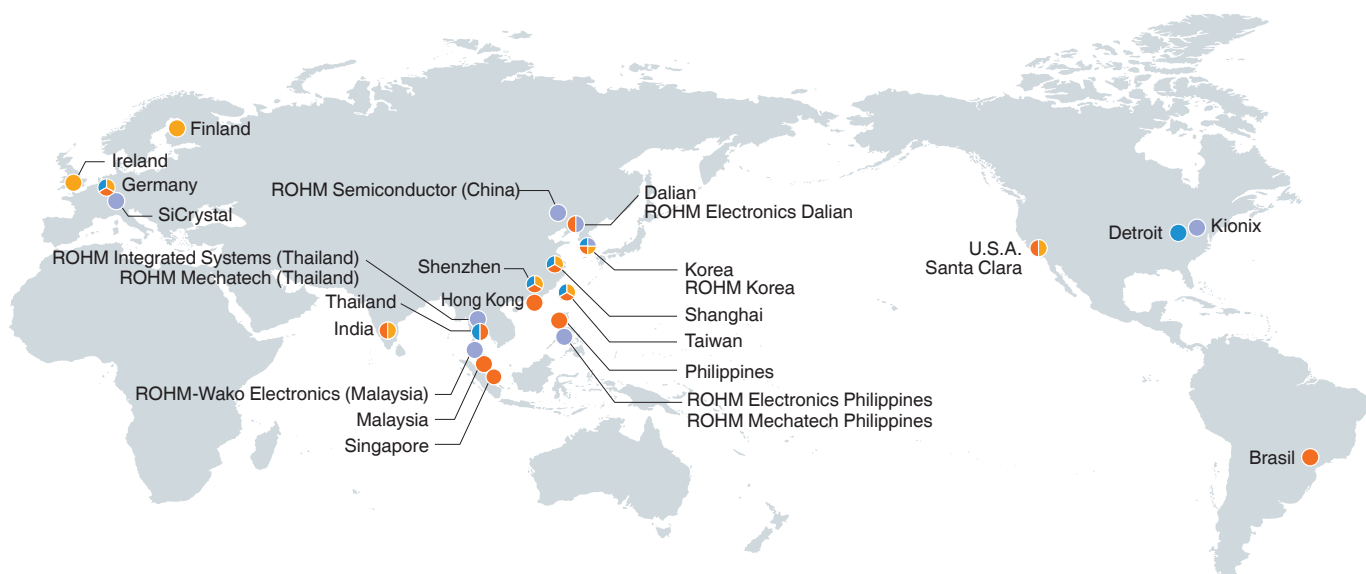 Finland
Ireland
Germany
SiCrystal
ROHM Semiconductor (China)
Dalian
ROHM Electronics Dalian
ROHM Integrated Systems (Thailand)
ROHM Mechatech (Thailand)
Shenzhen
Hong Kong
Thailand
India
Korea
ROHM Korea
Shanghai
Taiwan
Philippines
ROHM Electronics Philippines
ROHM Mechatech Philippines
ROHM-Wako Electronics (Malaysia)
Malaysia
Singapore
U.S.A.
Santa Clara
Detroit
Kionix
Brasil